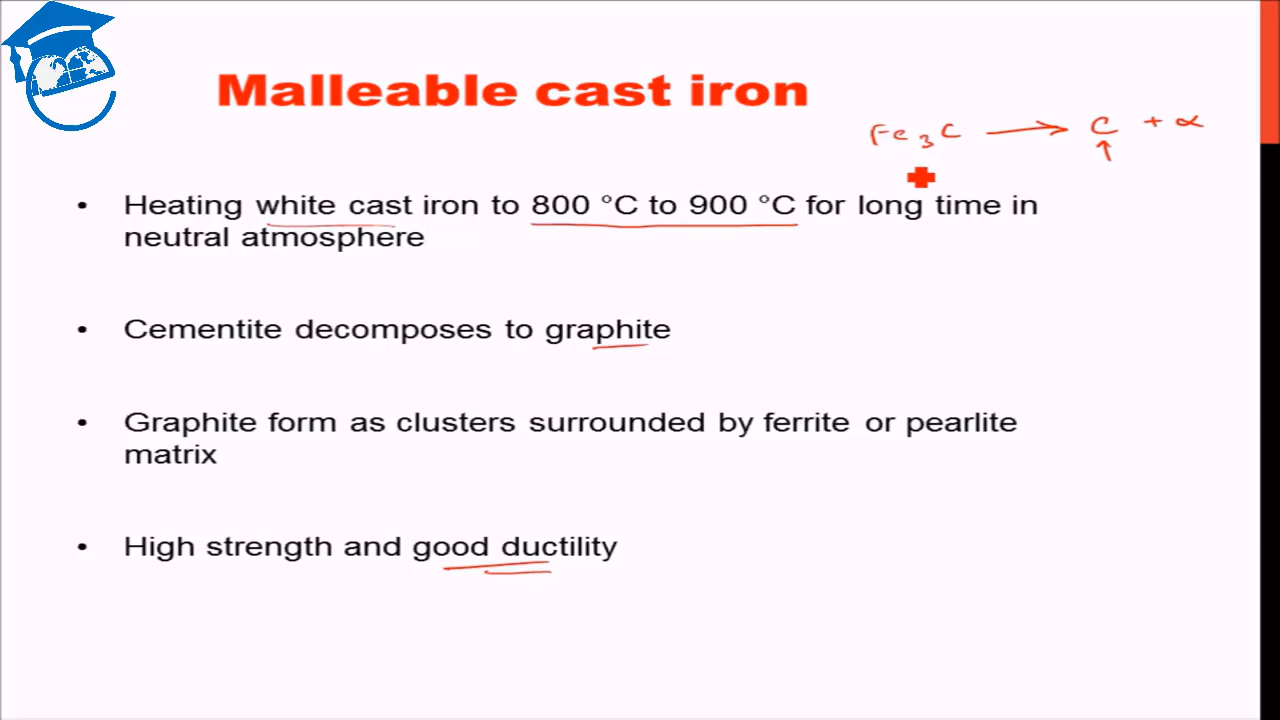 Malleable cast iron
Fe₃C → C + α
↑
• Heating white cast iron to 800 °C to 900 °C for long time in
neutral atmosphere
• Cementite decomposes to graphite
• Graphite form as clusters surrounded by ferrite or pearlite
matrix
• High strength and good ductility